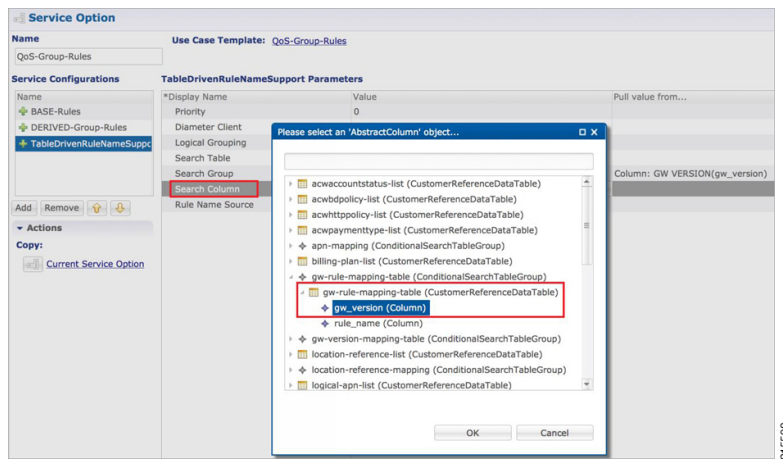 Service Option
Name
Use Case Template: QoS-Group-Rules
QoS-Group-Rules
Service Configurations
TableDrivenRuleNameSupport Parameters
Name
*Display Name
Value
Pull value from...
BASE-Rules
Priority
0
DERIVED-Group-Rules
Diameter Client
TableDrivenRuleNameSuppc
Logical Grouping
Search Table
Search Group
Column: GW VERSION(gw_version)
Search Column
Rule Name Source
Add
Remove
Actions
Copy:
Current Service Option
Please select an 'AbstractColumn' object...
acwaccountstatus-list (CustomerReferenceDataTable)
acwbdpolicy-list (CustomerReferenceDataTable)
acwhttppolicy-list (CustomerReferenceDataTable)
acwpaymenttype-list (CustomerReferenceDataTable)
apn-mapping (ConditionalSearchTableGroup)
billing-plan-list (CustomerReferenceDataTable)
gw-rule-mapping-table (ConditionalSearchTableGroup)
gw-rule-mapping-table (CustomerReferenceDataTable)
gw_version (Column)
rule_name (Column)
gw-version-mapping-table (ConditionalSearchTableGroup)
location-reference-list (CustomerReferenceDataTable)
location-reference-mapping (ConditionalSearchTableGroup)
logical-apn-list (CustomerReferenceDataTable)
OK
Cancel